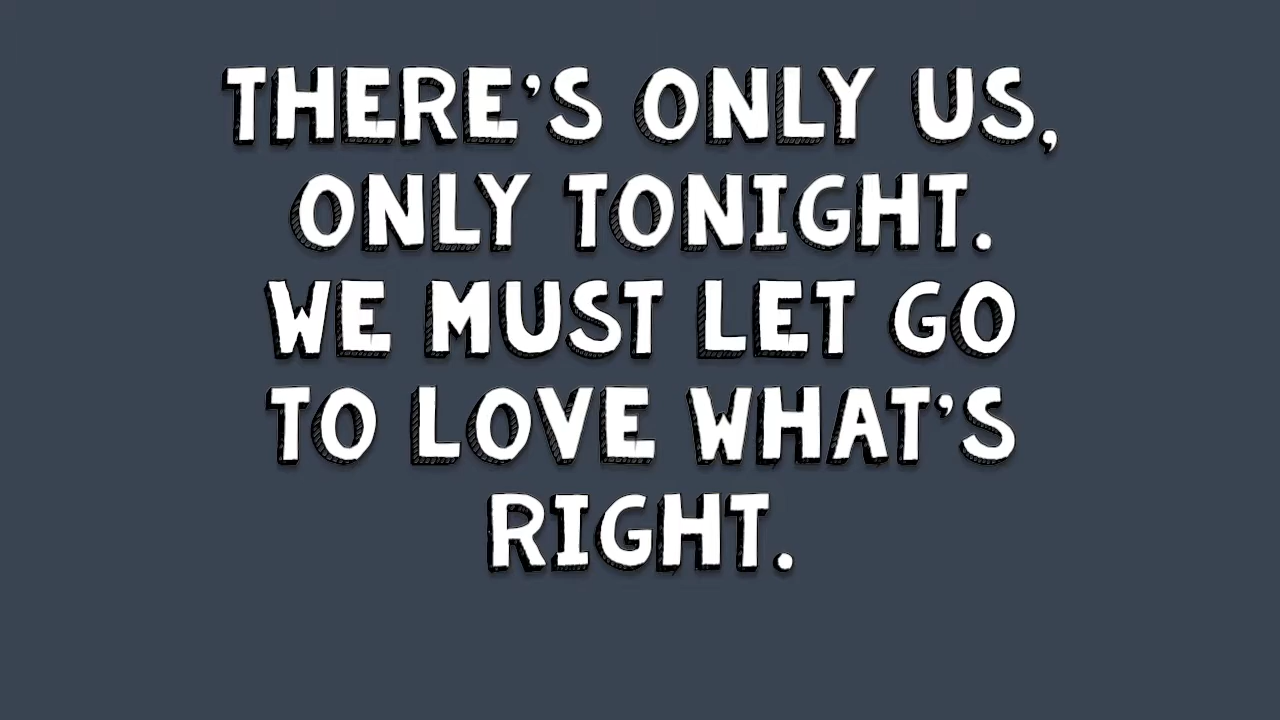 THERE'S ONLY US,
ONLY TONIGHT.
WE MUST LET GO
TO LOVE WHAT'S
RIGHT.